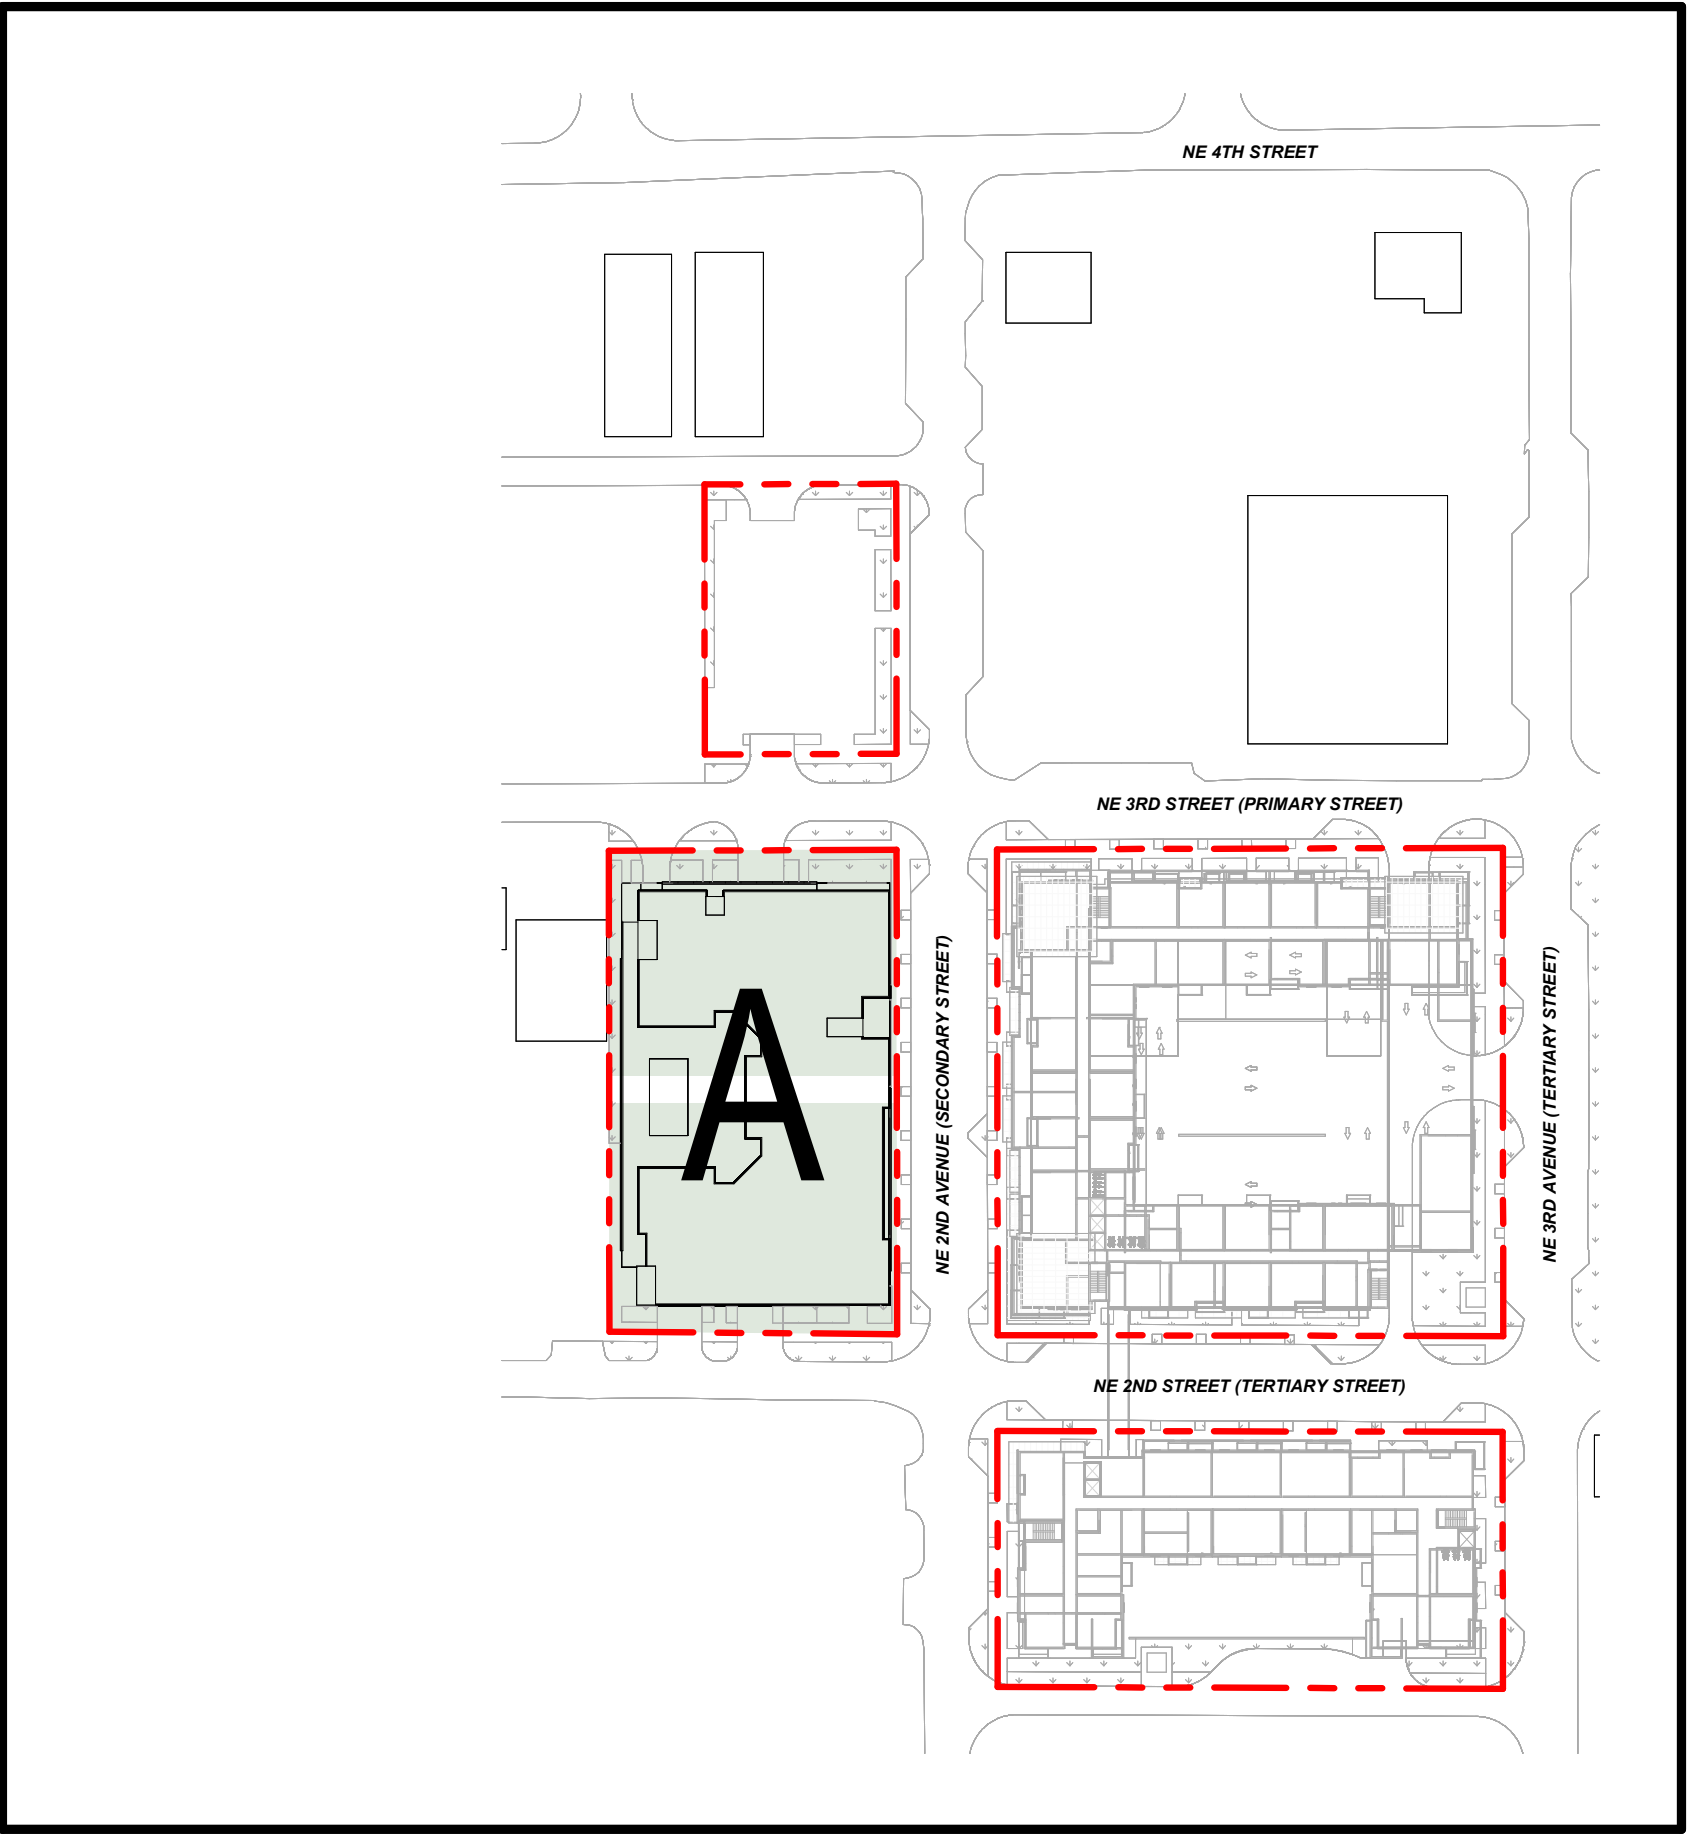 NE 4TH STREET
NE 3RD STREET (PRIMARY STREET)
A
NE 2ND AVENUE (SECONDARY STREET)
NE 3RD AVENUE (TERTIARY STREET)
NE 2ND STREET (TERTIARY STREET)